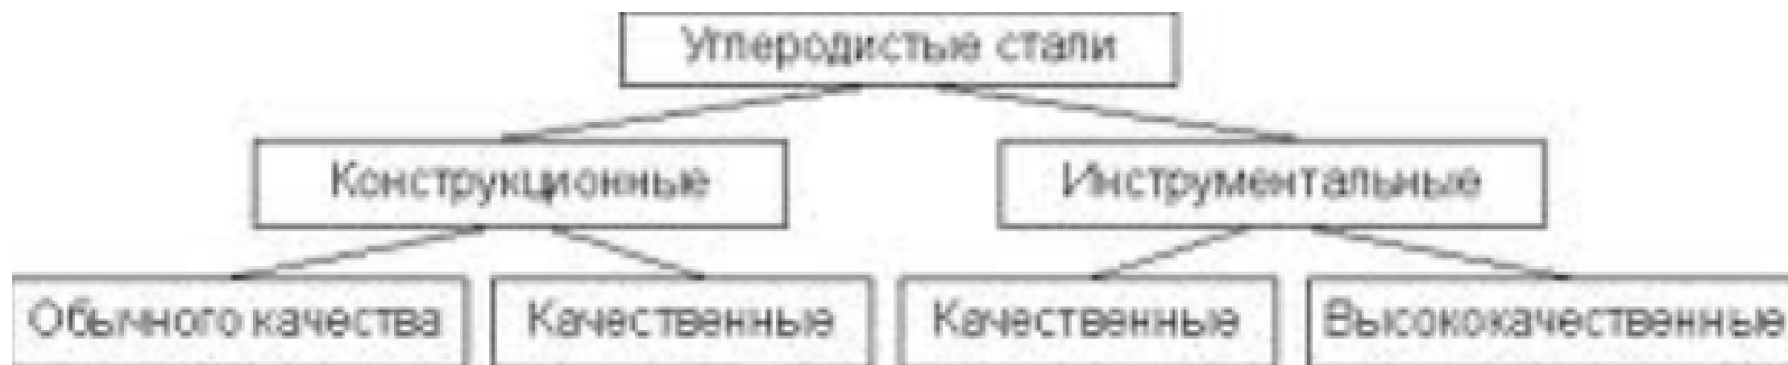 Углеродистые стали
Конструкционные
Инструментальные
Обычного качества
Качественные
Качественные
Высококачественные